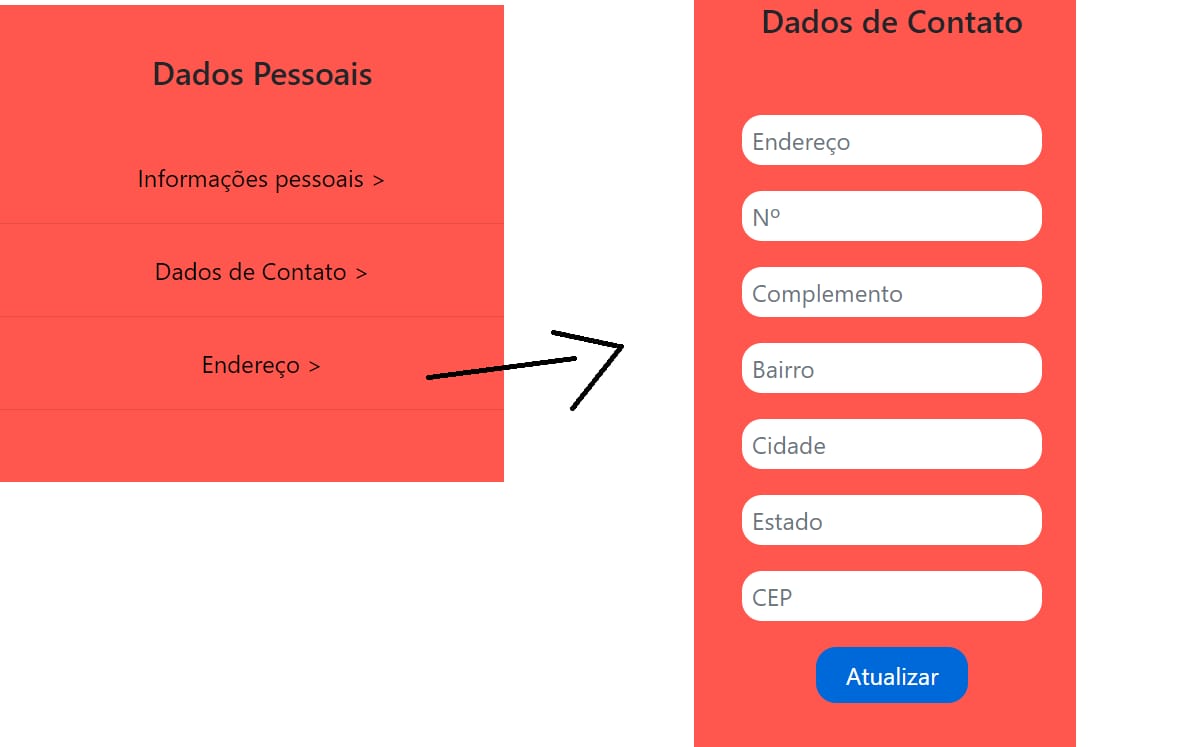 Dados Pessoais
Informações pessoais >
Dados de Contato >
Endereço >
Dados de Contato
Endereço
Nº
Complemento
Bairro
Cidade
Estado
CEP
Atualizar